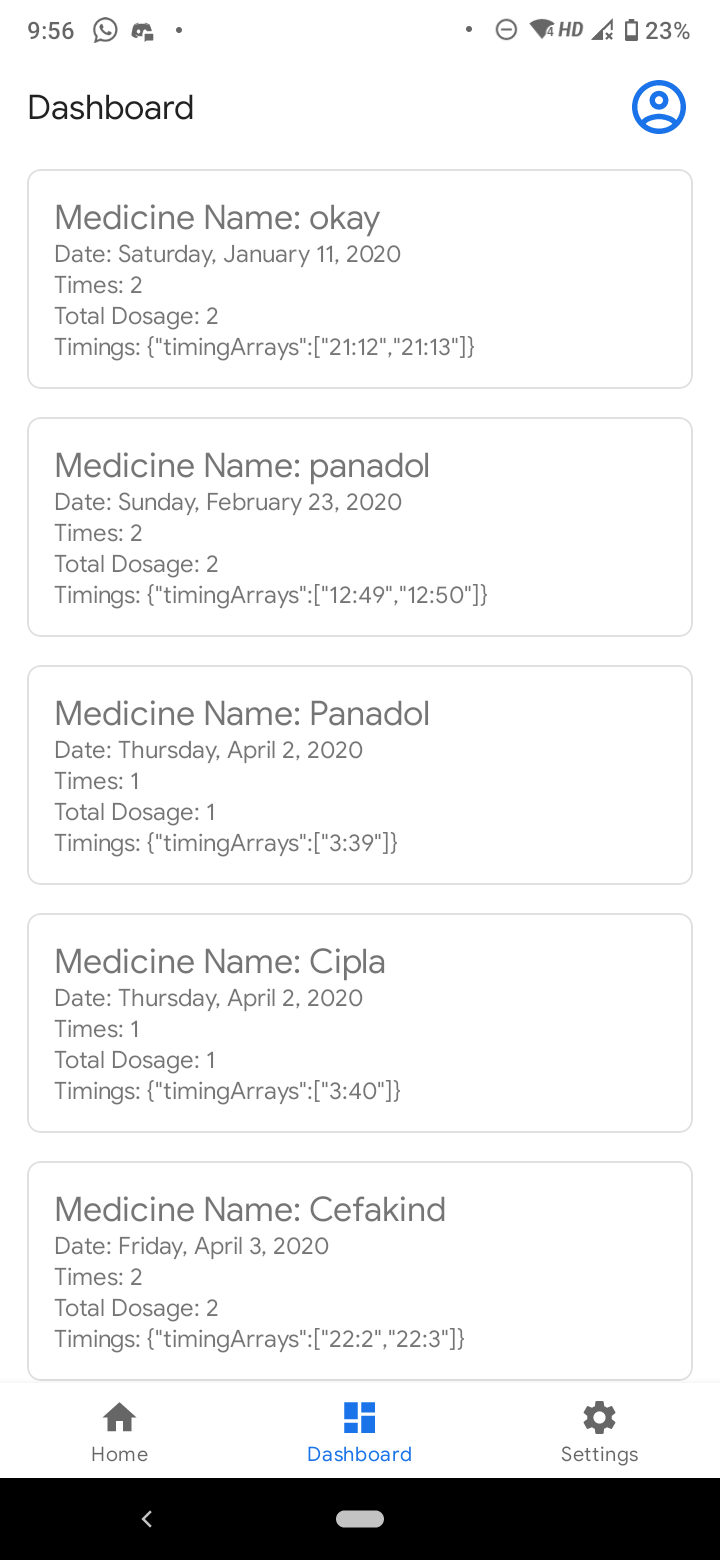 9:56
HD
23%
Dashboard
Medicine Name: okay
Date: Saturday, January 11, 2020
Times: 2
Total Dosage: 2
Timings: {"timingArrays":["21:12","21:13"]}
Medicine Name: panadol
Date: Sunday, February 23, 2020
Times: 2
Total Dosage: 2
Timings: {"timingArrays":["12:49","12:50"]}
Medicine Name: Panadol
Date: Thursday, April 2, 2020
Times: 1
Total Dosage: 1
Timings: {"timingArrays":["3:39"]}
Medicine Name: Cipla
Date: Thursday, April 2, 2020
Times: 1
Total Dosage: 1
Timings: {"timingArrays":["3:40"]}
Medicine Name: Cefakind
Date: Friday, April 3, 2020
Times: 2
Total Dosage: 2
Timings: {"timingArrays":["22:2","22:3"]}
Home
Dashboard
Settings